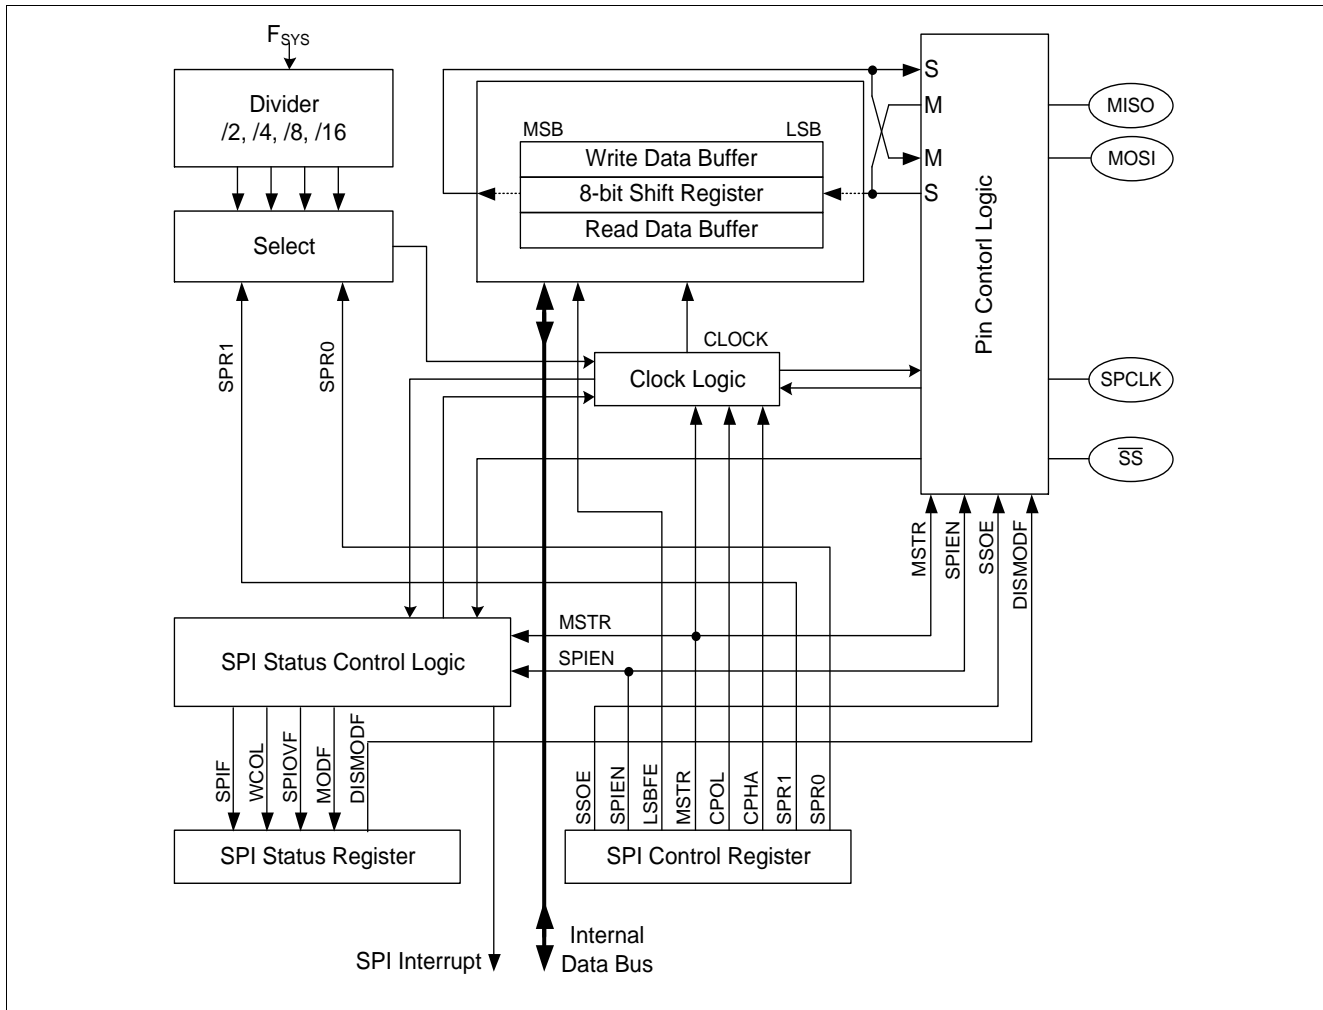 FSYS
Divider
/2, /4, /8, /16
Select
MSB
LSB
Write Data Buffer
8-bit Shift Register
Read Data Buffer
S
M
M
S
Pin Contorl Logic
MISO
MOSI
SPCLK
SS
SPR1
SPR0
CLOCK
Clock Logic
MSTR
SPIEN
SSOE
DISMODF
MSTR
SPIEN
SPI Status Control Logic
SPIF
WCOL
SPIOVF
MODF
DISMODF
SSOE
SPIEN
LSBFE
MSTR
CPOL
CPHA
SPR1
SPR0
SPI Status Register
SPI Control Register
SPI Interrupt
Internal
Data Bus